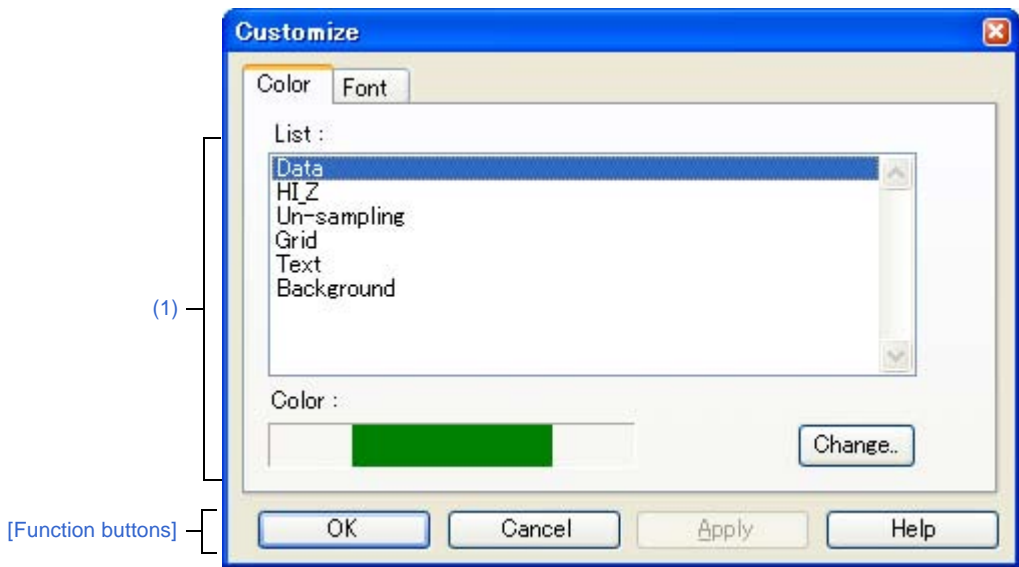 Customize
Color Font
List :
Data
HI_Z
Un-sampling
Grid
Text
Background
(1)
Color :
Change..
[Function buttons]
OK Cancel Apply Help